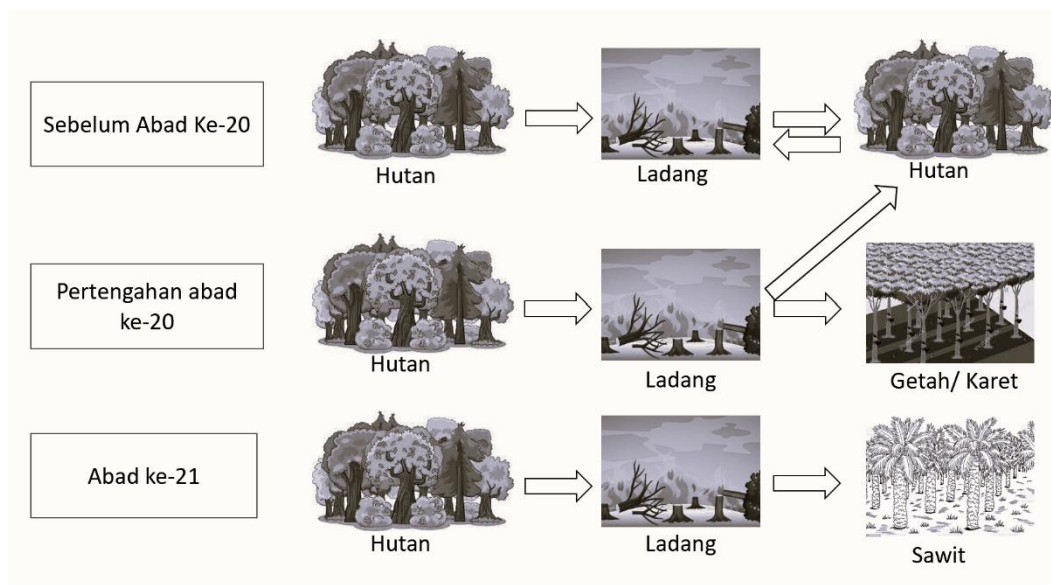 Sebelum Abad Ke-20
Hutan
Ladang
Hutan
Pertengahan abad
ke-20
Hutan
Ladang
Getah/ Karet
Abad ke-21
Hutan
Ladang
Sawit